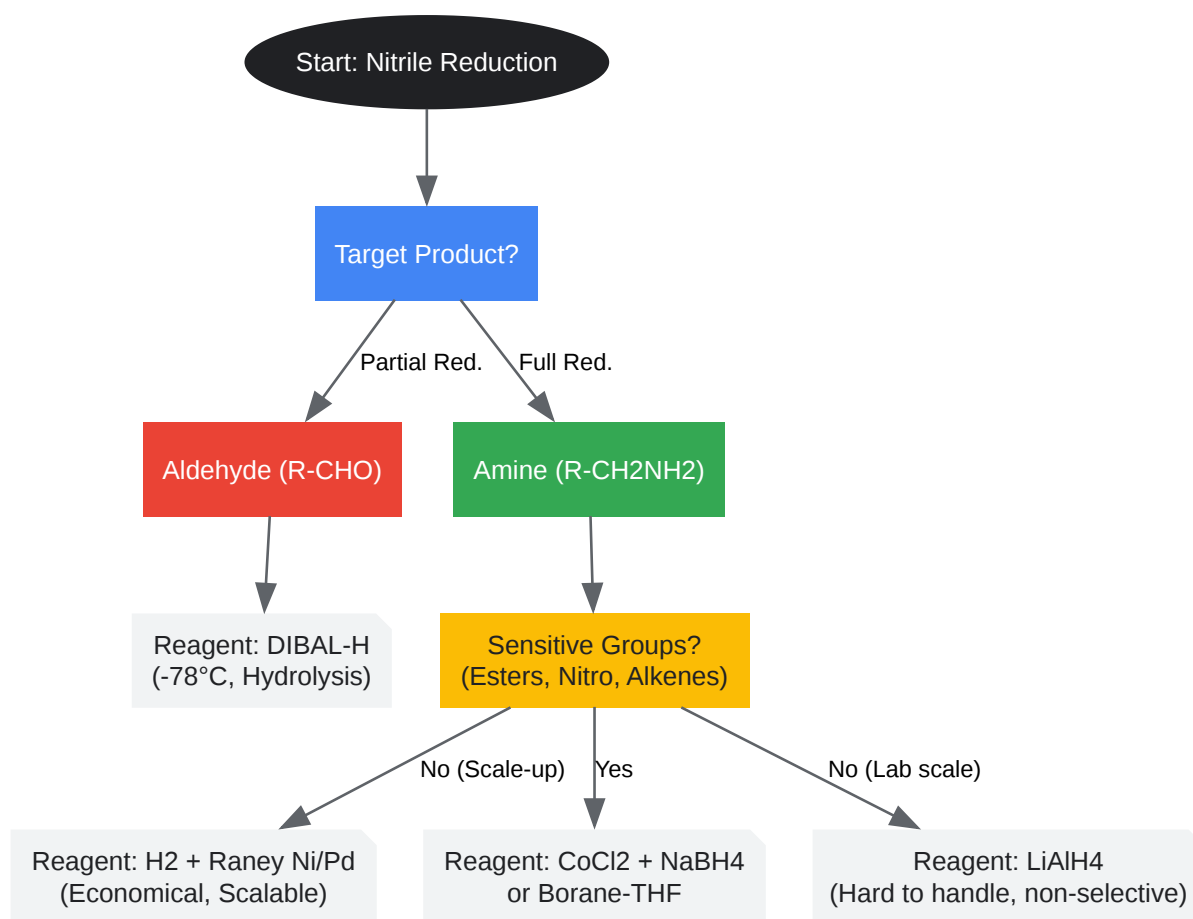 Start: Nitrile Reduction
Target Product?
Partial Red.
Full Red.
Aldehyde (R-CHO)
Amine (R-CH2NH2)
Reagent: DIBAL-H
(-78°C, Hydrolysis)
Sensitive Groups?
(Esters, Nitro, Alkenes)
No (Scale-up)
Yes
No (Lab scale)
Reagent: H2 + Raney Ni/Pd
(Economical, Scalable)
Reagent: CoCl2 + NaBH4
or Borane-THF
Reagent: LiAlH4
(Hard to handle, non-selective)